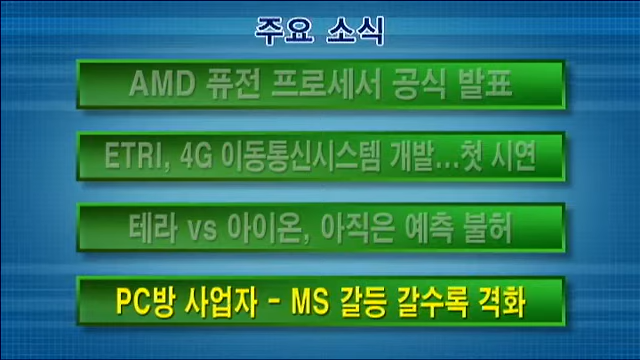 주요 소식
AMD 퓨전 프로세서 공식 발표
ETRI, 4G 이동통신시스템 개발...첫 시연
테라 vs 아이온, 아직은 예측 불허
PC방 사업자 - MS 갈등 갈수록 격화